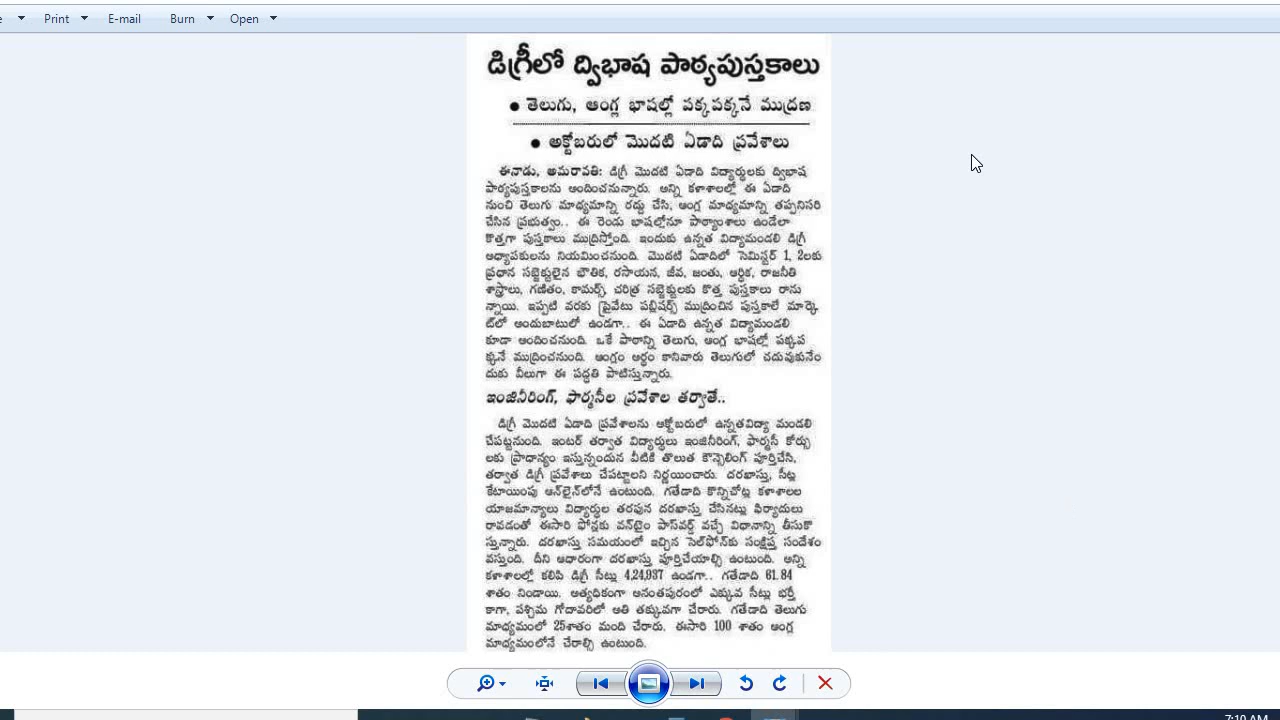 Print E-mail Burn Open
డిగ్రీలో ద్విభాష పాఠ్యపుస్తకాలు
● తెలుగు, ఆంగ్ల భాషల్లో పక్కపక్కనే ముద్రణ
● అక్టోబరులో మొదటి ఏడాది ప్రవేశాలు
ఈనాడు, అమరావతి: డిగ్రీ మొదటి ఏడాది విద్యార్థులకు ద్విభాష
పాఠ్యపుస్తకాలను అందించనున్నారు. అన్ని కళాశాలల్లో ఈ ఏడాది
నుంచి తెలుగు మాధ్యమాన్ని రద్దు చేసి, ఆంగ్ల మాధ్యమాన్ని తప్పనిసరి
చేసిన ప్రభుత్వం.. ఈ రెండు భాషల్లోనూ పాఠ్యాంశాలు ఉండేలా
కొత్తగా పుస్తకాలు ముద్రిస్తోంది. ఇందుకు ఉన్నత విద్యామండలి డిగ్రీ
అధ్యాపకులను నియమించనుంది. మొదటి ఏడాదిలో సెమిస్టర్ 1, 2లకు
ప్రధాన సబ్జెక్టులైన భౌతిక, రసాయన, జీవ, జంతు, ఆర్థిక, రాజనీతి
శాస్త్రాలు, గణితం, కామర్స్, చరిత్ర సబ్జెక్టులకు కొత్త పుస్తకాలు రాను
న్నాయి. ఇప్పటి వరకు ప్రైవేటు పబ్లిషర్స్ ముద్రించిన పుస్తకాలే మార్కె
ట్‌లో అందుబాటులో ఉండగా.. ఈ ఏడాది ఉన్నత విద్యామండలి
కూడా అందించనుంది. ఒకే పాఠాన్ని తెలుగు, ఆంగ్ల భాషల్లో పక్కప
క్కనే ముద్రించనుంది. ఆంగ్లం అర్థం కానివారు తెలుగులో చదువుకునేం
దుకు వీలుగా ఈ పద్ధతి పాటిస్తున్నారు.
ఇంజినీరింగ్, ఫార్మసీల ప్రవేశాల తర్వాతే..
డిగ్రీ మొదటి ఏడాది ప్రవేశాలను అక్టోబరులో ఉన్నతవిద్యా మండలి
చేపట్టనుంది. ఇంటర్ తర్వాత విద్యార్థులు ఇంజినీరింగ్, ఫార్మసీ కోర్సు
లకు ప్రాధాన్యం ఇస్తున్నందున వీటికి తొలుత కౌన్సెలింగ్ పూర్తిచేసి,
తర్వాత డిగ్రీ ప్రవేశాలు చేపట్టాలని నిర్ణయించారు. దరఖాస్తు, సీట్ల
కేటాయింపు ఆన్‌లైన్‌లోనే ఉంటుంది. గతేడాది కొన్నిచోట్ల కళాశాలల
యాజమాన్యాలు విద్యార్థుల తరఫున దరఖాస్తు చేసినట్లు ఫిర్యాదులు
రావడంతో ఈసారి ఫోన్లకు వన్‌టైం పాస్‌వర్డ్ వచ్చే విధానాన్ని తీసుకొ
స్తున్నారు. దరఖాస్తు సమయంలో ఇచ్చిన సెల్‌ఫోన్‌కు సంక్షిప్త సందేశం
వస్తుంది. దీని ఆధారంగా దరఖాస్తు పూర్తిచేయాల్సి ఉంటుంది. అన్ని
కళాశాలల్లో కలిపి డిగ్రీ సీట్లు 4,24,937 ఉండగా.. గతేడాది 61.84
శాతం నిండాయి. అత్యధికంగా అనంతపురంలో ఎక్కువ సీట్లు భర్తీ
కాగా, పశ్చిమ గోదావరిలో అతి తక్కువగా చేరారు. గతేడాది తెలుగు
మాధ్యమంలో 25శాతం మంది చేరారు. ఈసారి 100 శాతం ఆంగ్ల
మాధ్యమంలోనే చేరాల్సి ఉంటుంది.
7:10 AM